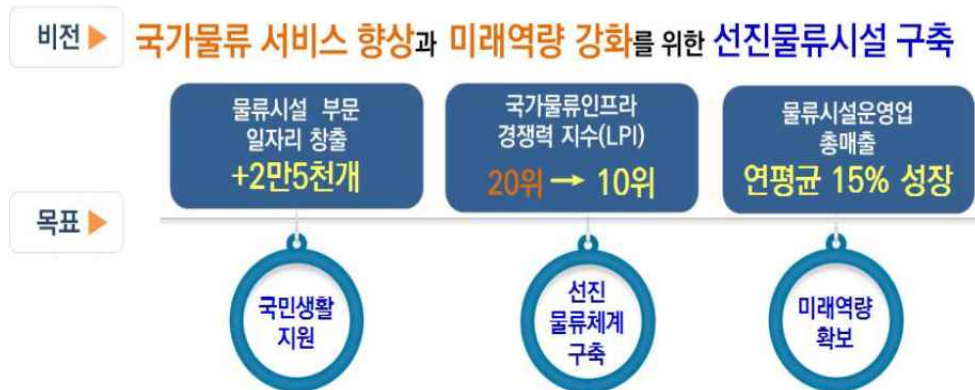 비전 ▶ 국가물류 서비스 향상과 미래역량 강화를 위한 선진물류시설 구축
물류시설 부문
일자리 창출
+2만5천개
국가물류인프라
경쟁력 지수(LPI)
20위 → 10위
물류시설운영업
총매출
연평균 15% 성장
목표 ▶
국민생활
지원
선진
물류체계
구축
미래역량
확보